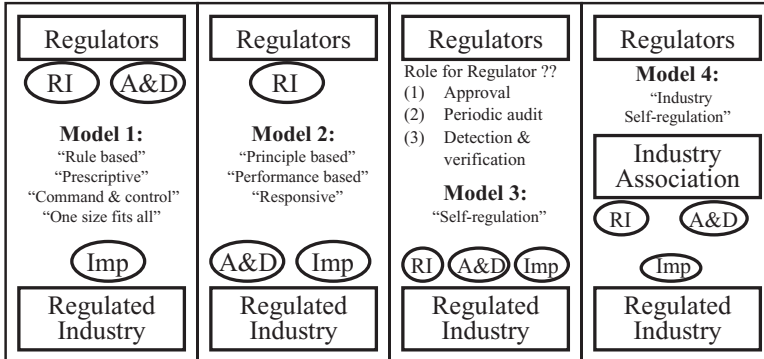 Regulators
RI A&D
Model 1:
“Rule based”
“Prescriptive”
“Command & control”
“One size fits all”
Imp
Regulated
Industry
Regulators
RI
Model 2:
“Principle based”
“Performance based”
“Responsive”
A&D Imp
Regulated
Industry
Regulators
Role for Regulator ??
(1) Approval
(2) Periodic audit
(3) Detection &
verification
Model 3:
“Self-regulation”
RI A&D Imp
Regulated
Industry
Regulators
Model 4:
“Industry
Self-regulation”
Industry
Association
RI A&D
Imp
Regulated
Industry